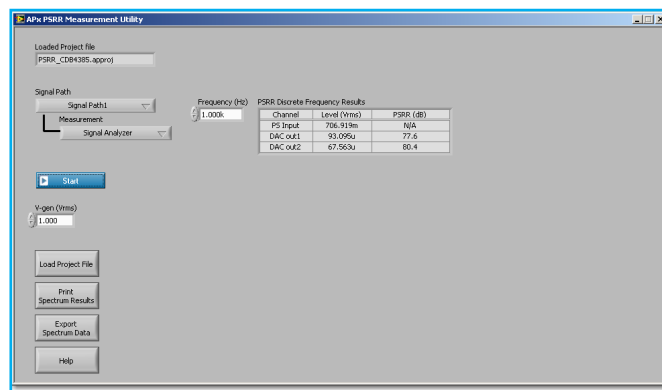 APx PSRR Measurement Utility
Loaded Project file
PSRR_CDB4385.approj
Signal Path
Signal Path1
Measurement
Signal Analyzer
Frequency (Hz)
1.000k
PSRR Discrete Frequency Results
Channel Level (Vrms) PSRR (dB)
PS Input 706.919m N/A
DAC out1 93.095u 77.6
DAC out2 67.563u 80.4
Start
V-gen (Vrms)
1.000
Load Project File
Print
Spectrum Results
Export
Spectrum Data
Help